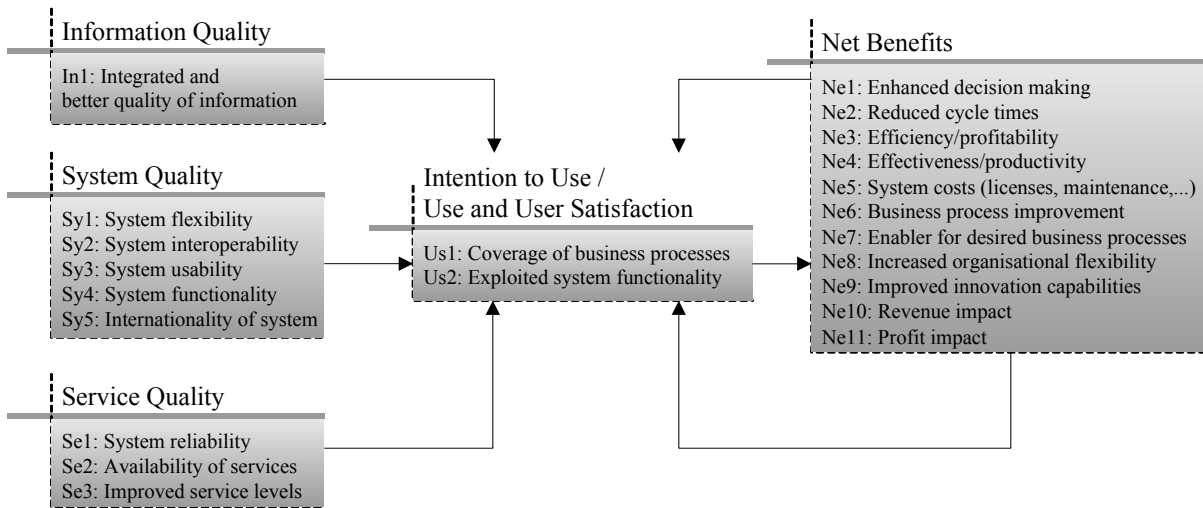 Information Quality
In1: Integrated and
better quality of information
System Quality
Sy1: System flexibility
Sy2: System interoperability
Sy3: System usability
Sy4: System functionality
Sy5: Internationality of system
Service Quality
Se1: System reliability
Se2: Availability of services
Se3: Improved service levels
Intention to Use /
Use and User Satisfaction
Us1: Coverage of business processes
Us2: Exploited system functionality
Net Benefits
Ne1: Enhanced decision making
Ne2: Reduced cycle times
Ne3: Efficiency/profitability
Ne4: Effectiveness/productivity
Ne5: System costs (licenses, maintenance,...)
Ne6: Business process improvement
Ne7: Enabler for desired business processes
Ne8: Increased organisational flexibility
Ne9: Improved innovation capabilities
Ne10: Revenue impact
Ne11: Profit impact